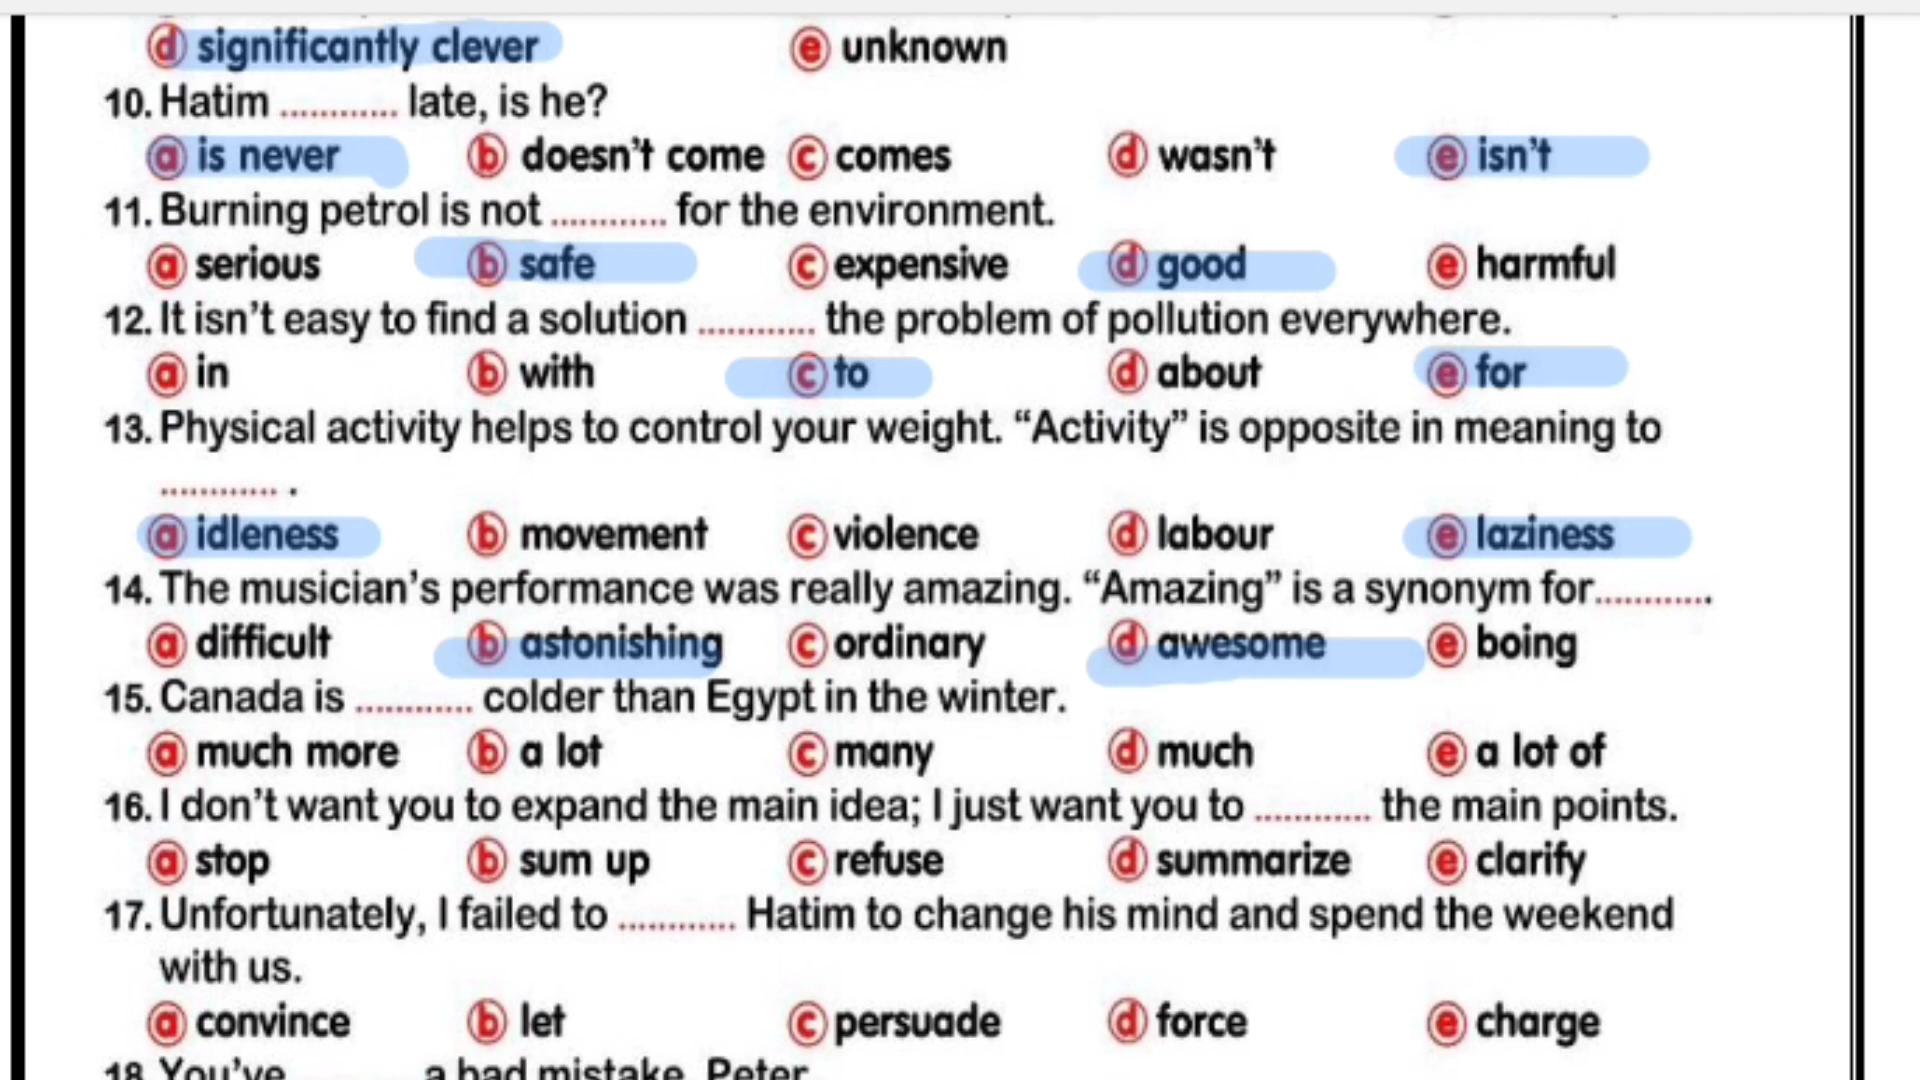 d significantly clever e unknown
10. Hatim ............ late, is he?
a is never b doesn't come c comes d wasn't e isn't
11. Burning petrol is not ............ for the environment.
a serious b safe c expensive d good e harmful
12. It isn't easy to find a solution ............ the problem of pollution everywhere.
a in b with c to d about e for
13. Physical activity helps to control your weight. “Activity” is opposite in meaning to
............ .
a idleness b movement c violence d labour e laziness
14. The musician's performance was really amazing. “Amazing” is a synonym for............
a difficult b astonishing c ordinary d awesome e boing
15. Canada is ............ colder than Egypt in the winter.
a much more b a lot c many d much e a lot of
16. I don't want you to expand the main idea; I just want you to ............ the main points.
a stop b sum up c refuse d summarize e clarify
17. Unfortunately, I failed to ............ Hatim to change his mind and spend the weekend
with us.
a convince b let c persuade d force e charge
18. You've ............ a bad mistake, Peter.